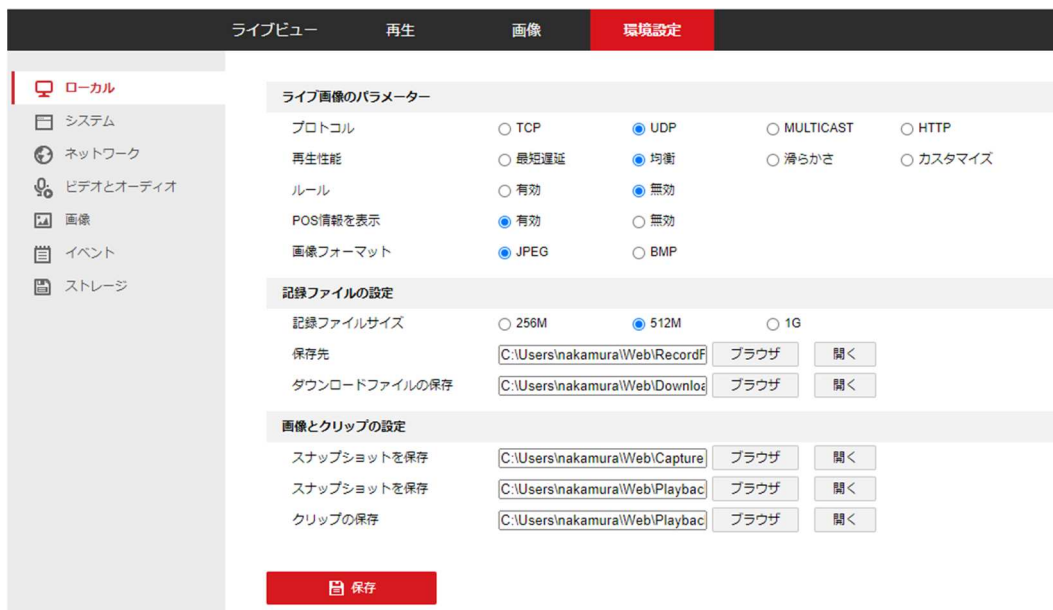 ライブビュー 再生 画像 環境設定
ローカル
システム
ネットワーク
ビデオとオーディオ
画像
イベント
ストレージ
ライブ画像のパラメーター
プロトコル TCP UDP MULTICAST HTTP
再生性能 最短遅延 均衡 滑らかさ カスタマイズ
ルール 有効 無効
POS情報を表示 有効 無効
画像フォーマット JPEG BMP
記録ファイルの設定
記録ファイルサイズ 256M 512M 1G
保存先 C:\Users\nakamura\Web\RecordF ブラウザ 開く
ダウンロードファイルの保存 C:\Users\nakamura\Web\Downloa ブラウザ 開く
画像とクリップの設定
スナップショットを保存 C:\Users\nakamura\Web\Capture ブラウザ 開く
スナップショットを保存 C:\Users\nakamura\Web\Playbac ブラウザ 開く
クリップの保存 C:\Users\nakamura\Web\Playbac ブラウザ 開く
保存